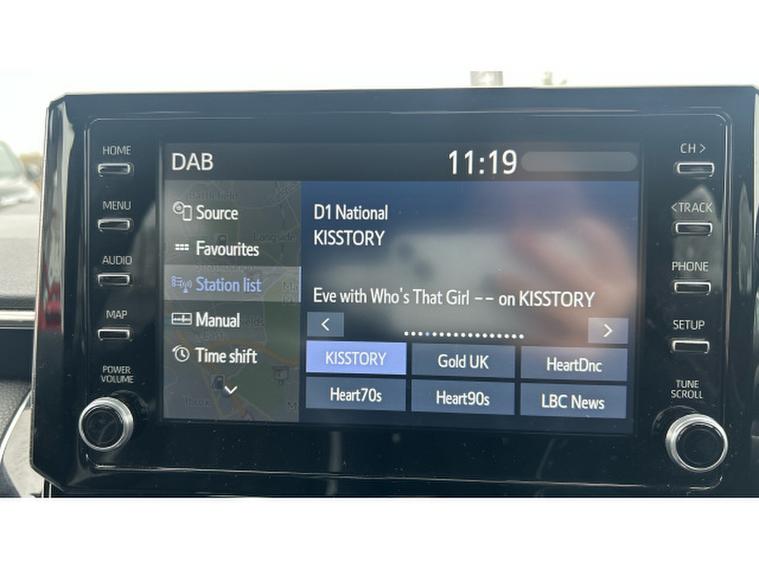 HOME
MENU
AUDIO
MAP
POWER
VOLUME
DAB
11:19
Source
Favourites
Station list
Manual
Time shift
D1 National
KISSTORY
Eve with Who's That Girl -- on KISSTORY
<
>
KISSTORY
Gold UK
HeartDnc
Heart70s
Heart90s
LBC News
CH >
<TRACK
PHONE
SETUP
TUNE
SCROLL